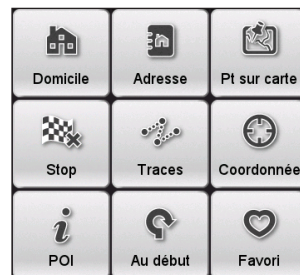 Domicile
Adresse
Pt sur carte
Stop
Traces
Coordonnée
POI
Au début
Favori